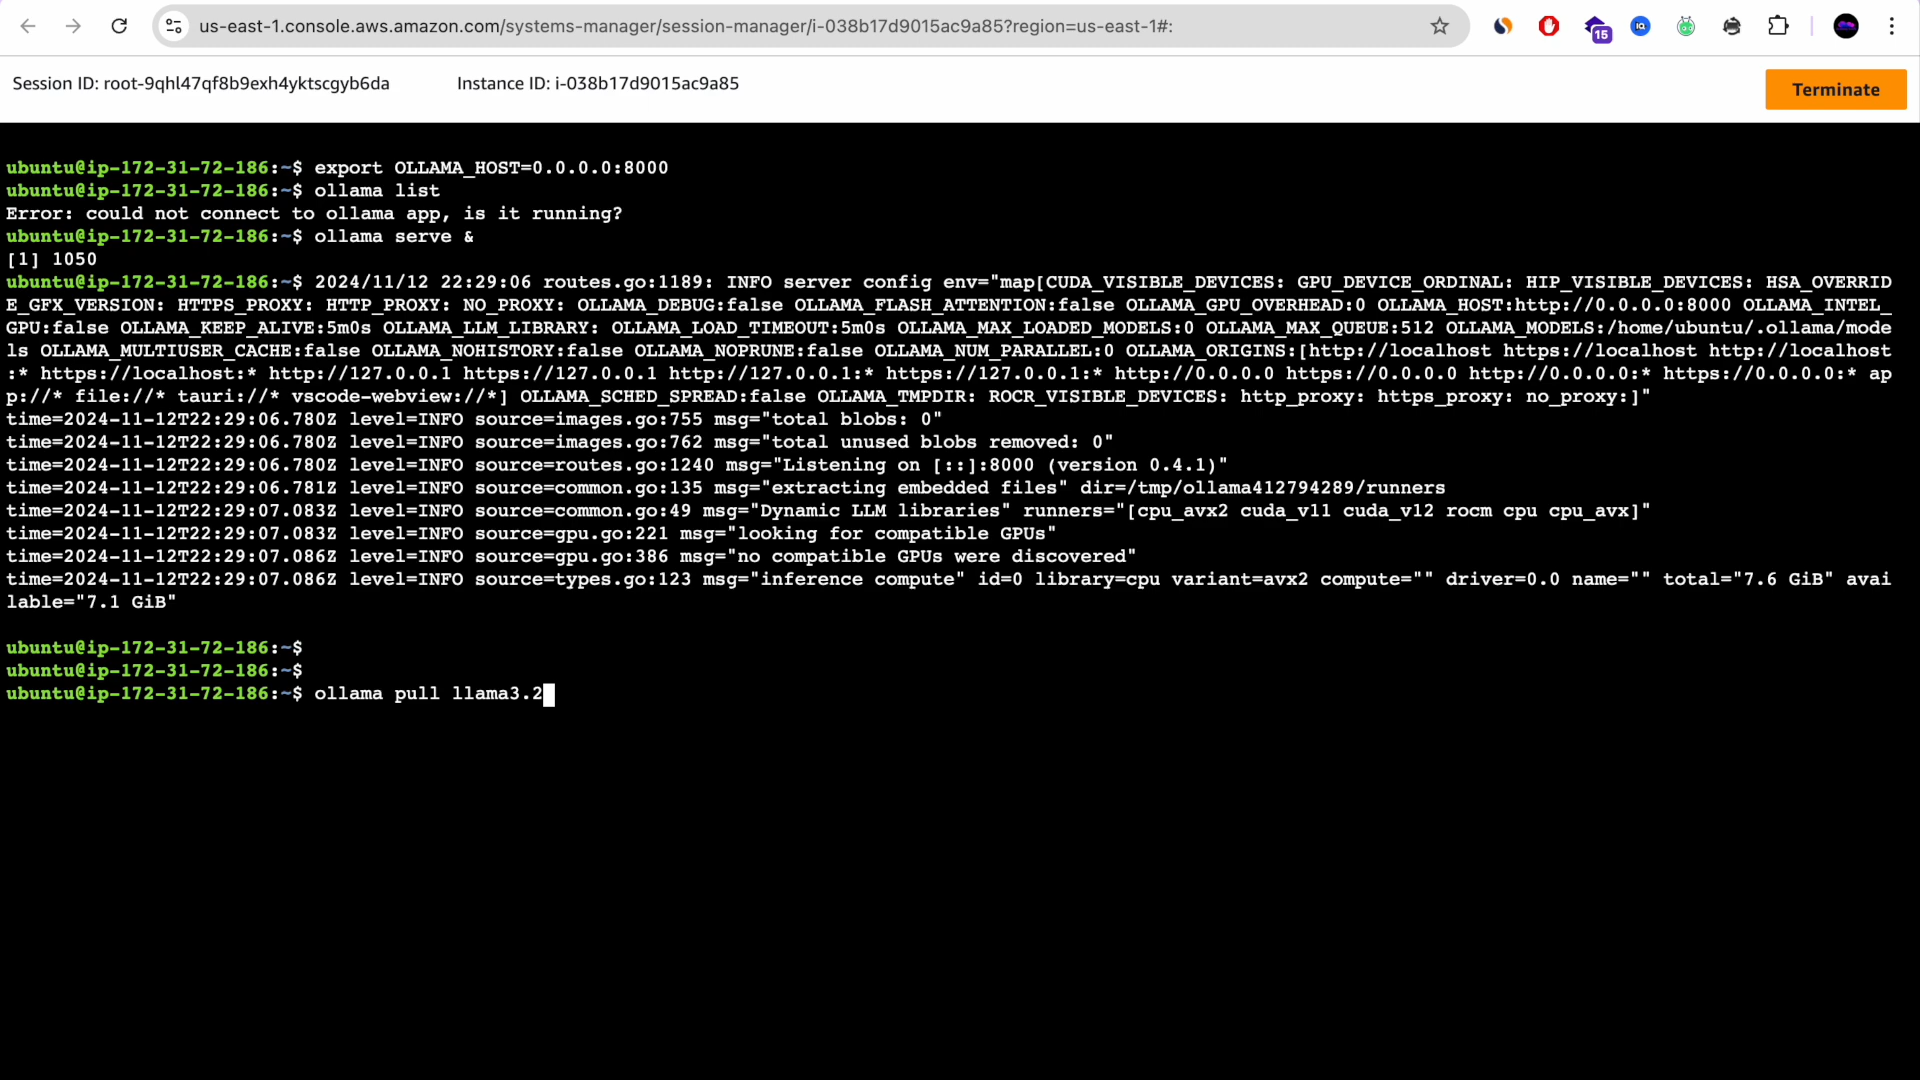 us-east-1.console.aws.amazon.com/systems-manager/session-manager/i-038b17d9015ac9a85?region=us-east-1#:
15
Session ID: root-9qhl47qf8b9exh4yktscgyb6da
Instance ID: i-038b17d9015ac9a85
Terminate
ubuntu@ip-172-31-72-186:~$ export OLLAMA_HOST=0.0.0.0:8000
ubuntu@ip-172-31-72-186:~$ ollama list
Error: could not connect to ollama app, is it running?
ubuntu@ip-172-31-72-186:~$ ollama serve &
[1] 1050
ubuntu@ip-172-31-72-186:~$ 2024/11/12 22:29:06 routes.go:1189: INFO server config env="map[CUDA_VISIBLE_DEVICES: GPU_DEVICE_ORDINAL: HIP_VISIBLE_DEVICES: HSA_OVERRID
E_GFX_VERSION: HTTPS_PROXY: HTTP_PROXY: NO_PROXY: OLLAMA_DEBUG:false OLLAMA_FLASH_ATTENTION:false OLLAMA_GPU_OVERHEAD:0 OLLAMA_HOST:http://0.0.0.0:8000 OLLAMA_INTEL_
GPU:false OLLAMA_KEEP_ALIVE:5m0s OLLAMA_LLM_LIBRARY: OLLAMA_LOAD_TIMEOUT:5m0s OLLAMA_MAX_LOADED_MODELS:0 OLLAMA_MAX_QUEUE:512 OLLAMA_MODELS:/home/ubuntu/.ollama/mode
ls OLLAMA_MULTIUSER_CACHE:false OLLAMA_NOHISTORY:false OLLAMA_NOPRUNE:false OLLAMA_NUM_PARALLEL:0 OLLAMA_ORIGINS:[http://localhost https://localhost http://localhost
:* https://localhost:* http://127.0.0.1 https://127.0.0.1 http://127.0.0.1:* https://127.0.0.1:* http://0.0.0.0 https://0.0.0.0 http://0.0.0.0:* https://0.0.0.0:* ap
p://* file://* tauri://* vscode-webview://*] OLLAMA_SCHED_SPREAD:false OLLAMA_TMPDIR: ROCR_VISIBLE_DEVICES: http_proxy: https_proxy: no_proxy:]"
time=2024-11-12T22:29:06.780Z level=INFO source=images.go:755 msg="total blobs: 0"
time=2024-11-12T22:29:06.780Z level=INFO source=images.go:762 msg="total unused blobs removed: 0"
time=2024-11-12T22:29:06.780Z level=INFO source=routes.go:1240 msg="Listening on [::]:8000 (version 0.4.1)"
time=2024-11-12T22:29:06.781Z level=INFO source=common.go:135 msg="extracting embedded files" dir=/tmp/ollama412794289/runners
time=2024-11-12T22:29:07.083Z level=INFO source=common.go:49 msg="Dynamic LLM libraries" runners="[cpu_avx2 cuda_v11 cuda_v12 rocm cpu cpu_avx]"
time=2024-11-12T22:29:07.083Z level=INFO source=gpu.go:221 msg="looking for compatible GPUs"
time=2024-11-12T22:29:07.086Z level=INFO source=gpu.go:386 msg="no compatible GPUs were discovered"
time=2024-11-12T22:29:07.086Z level=INFO source=types.go:123 msg="inference compute" id=0 library=cpu variant=avx2 compute="" driver=0.0 name="" total="7.6 GiB" avai
lable="7.1 GiB"
ubuntu@ip-172-31-72-186:~$
ubuntu@ip-172-31-72-186:~$
ubuntu@ip-172-31-72-186:~$ ollama pull llama3.2